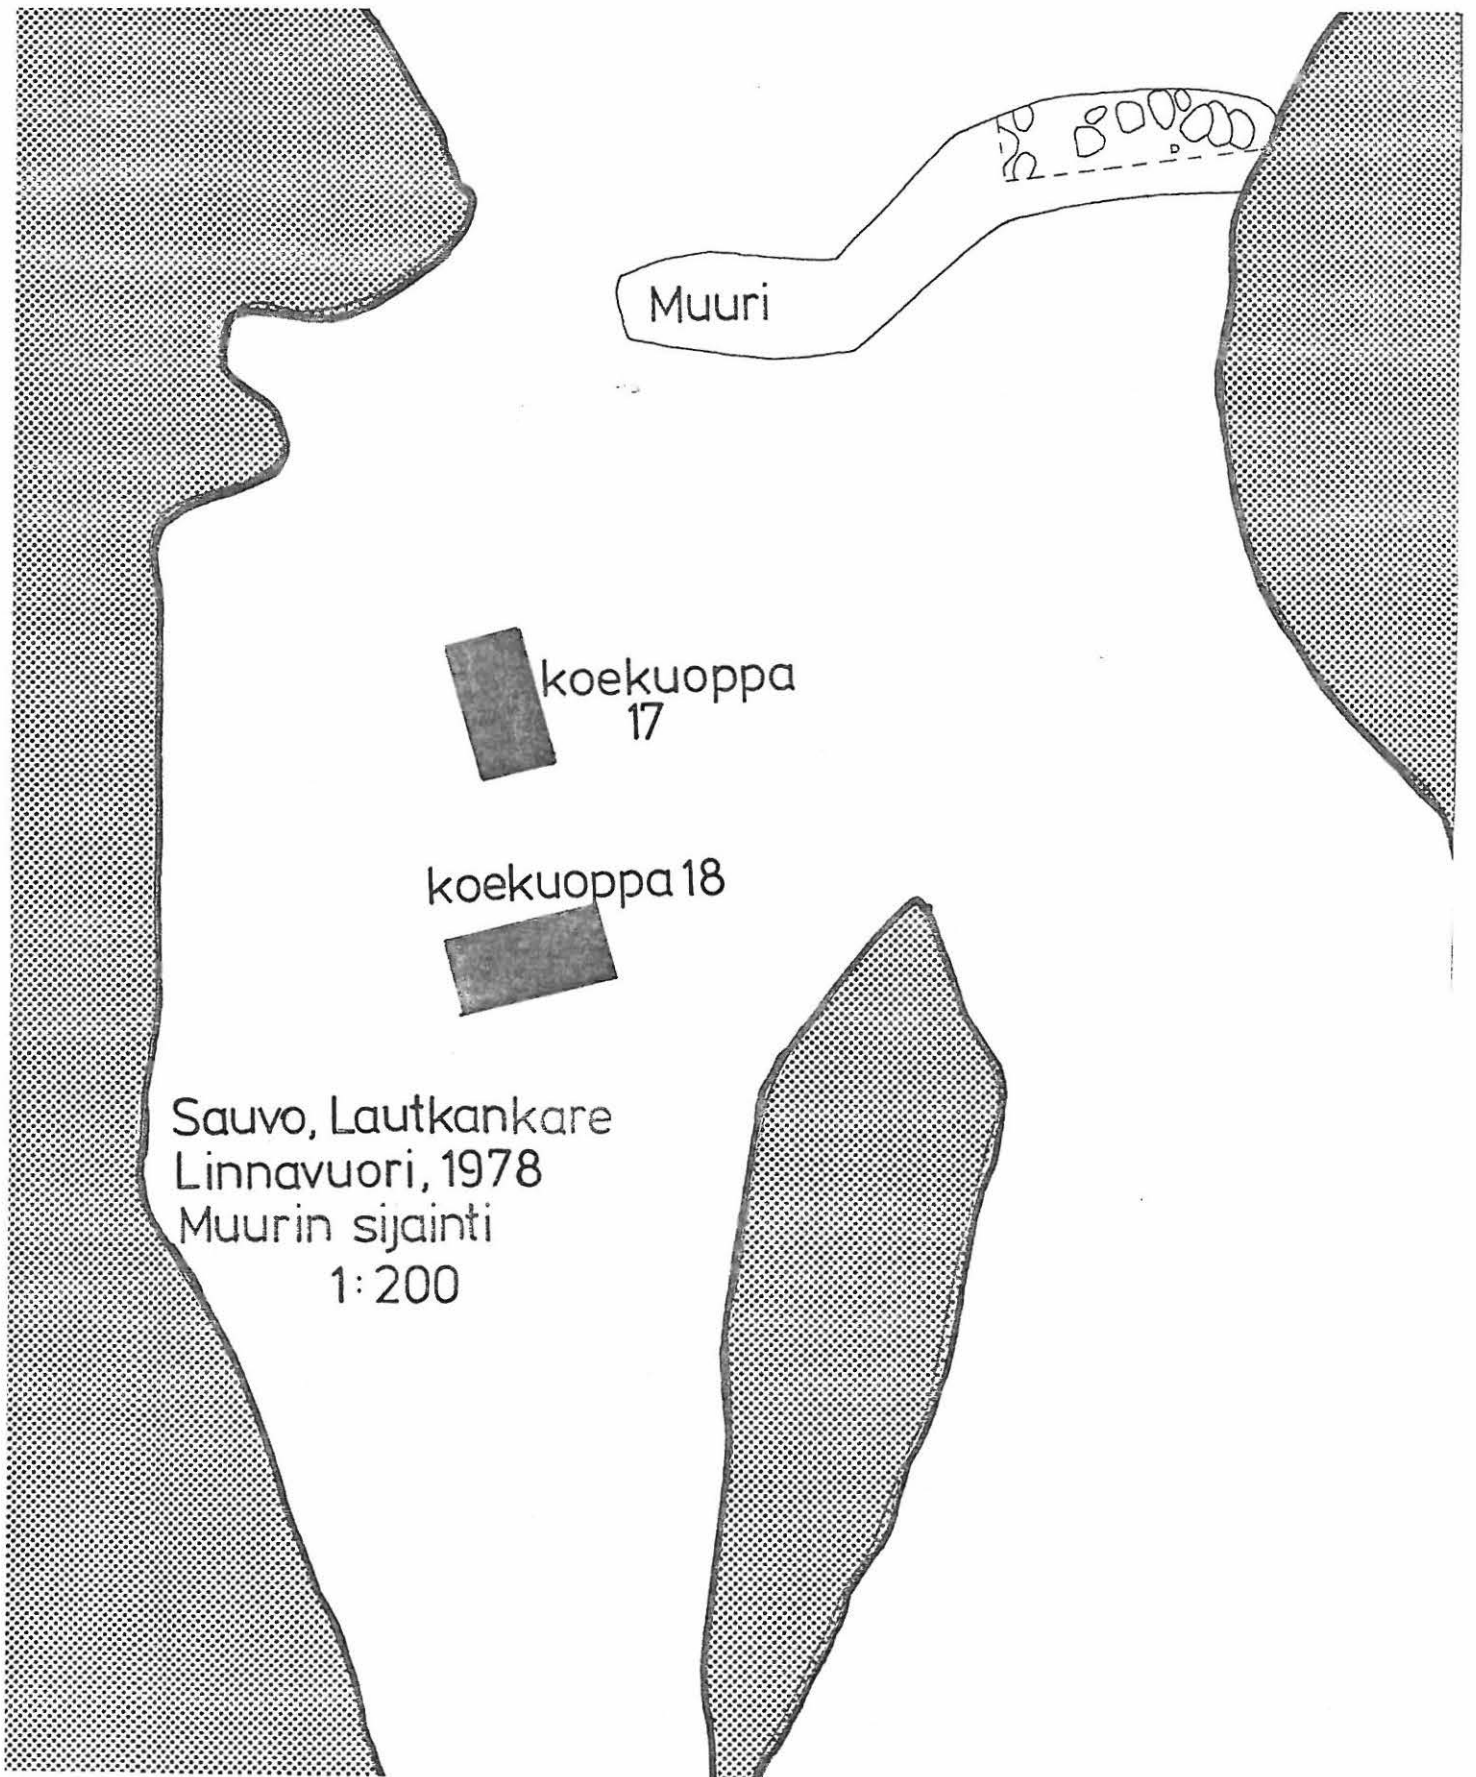 Muuri
koekuoppa
17
koekuoppa 18
Sauvo, Lautkankare
Linnavuori, 1978
Muurin sijainti
1:200